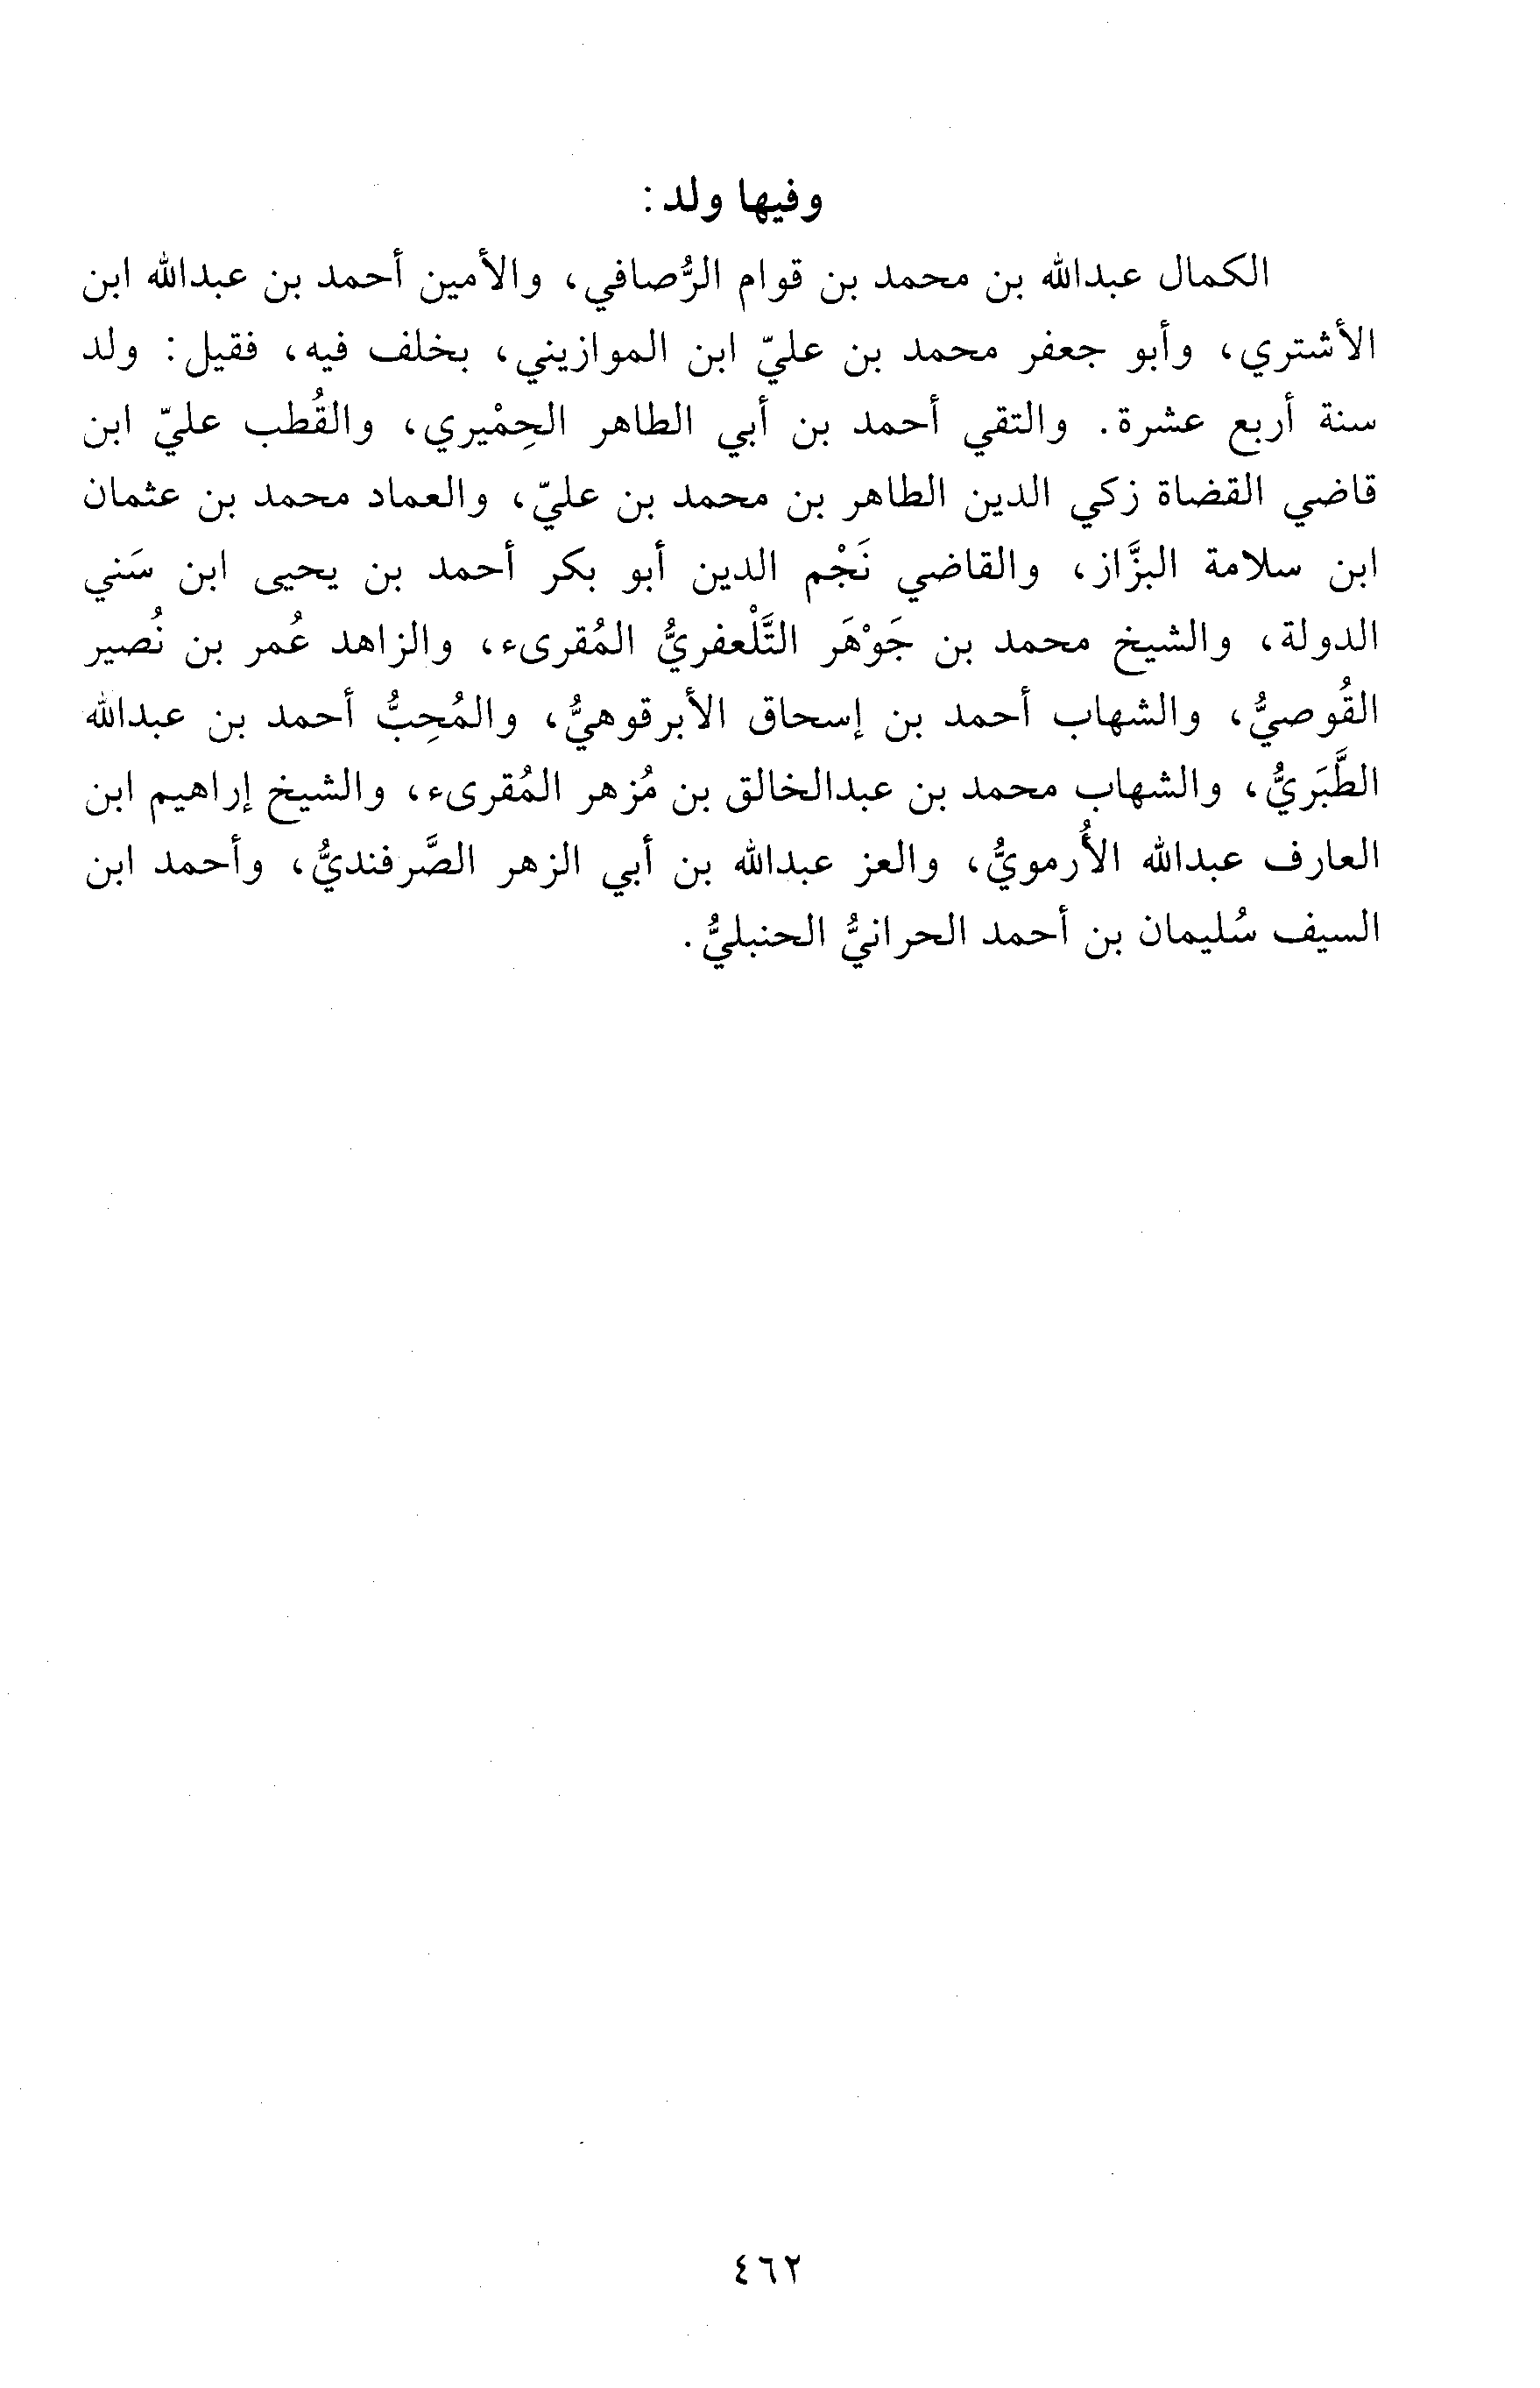 وفيها ولد :
الكمال عبدالله بن محمد بن قوام الرُّصافي، والأمين أحمد بن عبدالله ابن
الأشتري، وأبو جعفر محمد بن عليّ ابن الموازيني، بخلف فيه، فقيل : ولد
سنة أربع عشرة. والتقي أحمد بن أبي الطاهر الحِمْيري، والقُطب عليّ ابن
قاضي القضاة زكي الدين الطاهر بن محمد بن عليّ، والعماد محمد بن عثمان
ابن سلامة البزَّاز، والقاضي نَجْم الدين أبو بكر أحمد بن يحيى ابن سَني
الدولة، والشيخ محمد بن جَوْهَر التَّلْعفريُّ المُقرىء، والزاهد عُمر بن نُصير
القُوصيُّ، والشهاب أحمد بن إسحاق الأبرقوهيُّ، والمُحِبُّ أحمد بن عبدالله
الطَّبَريُّ، والشهاب محمد بن عبدالخالق بن مُزهر المُقرىء، والشيخ إراهيم ابن
العارف عبدالله الأُرمويُّ، والعز عبدالله بن أبي الزهر الصَّرفنديُّ، وأحمد ابن
السيف سُليمان بن أحمد الحرانيُّ الحنبليُّ.
٤٦٢